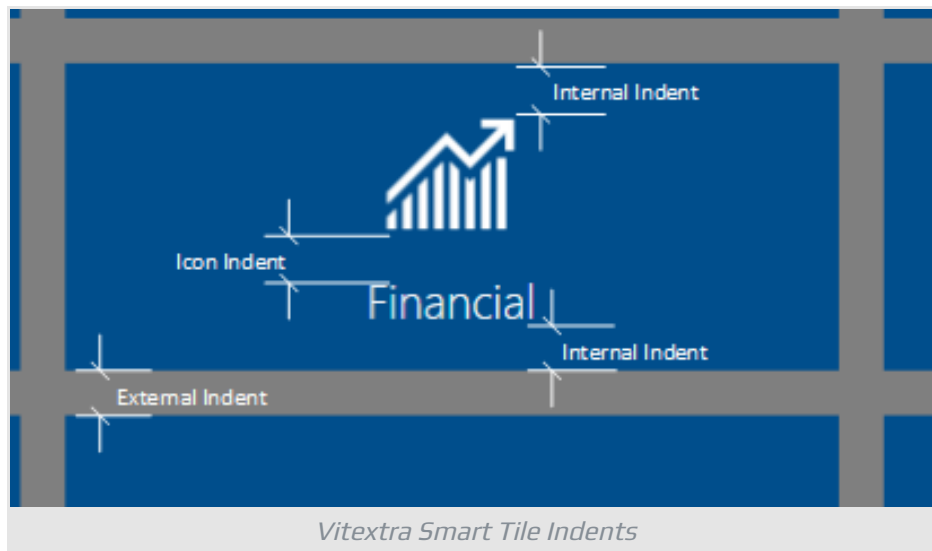 Internal Indent
Icon Indent
Financial
Internal Indent
External Indent
Vitextra Smart Tile Indents